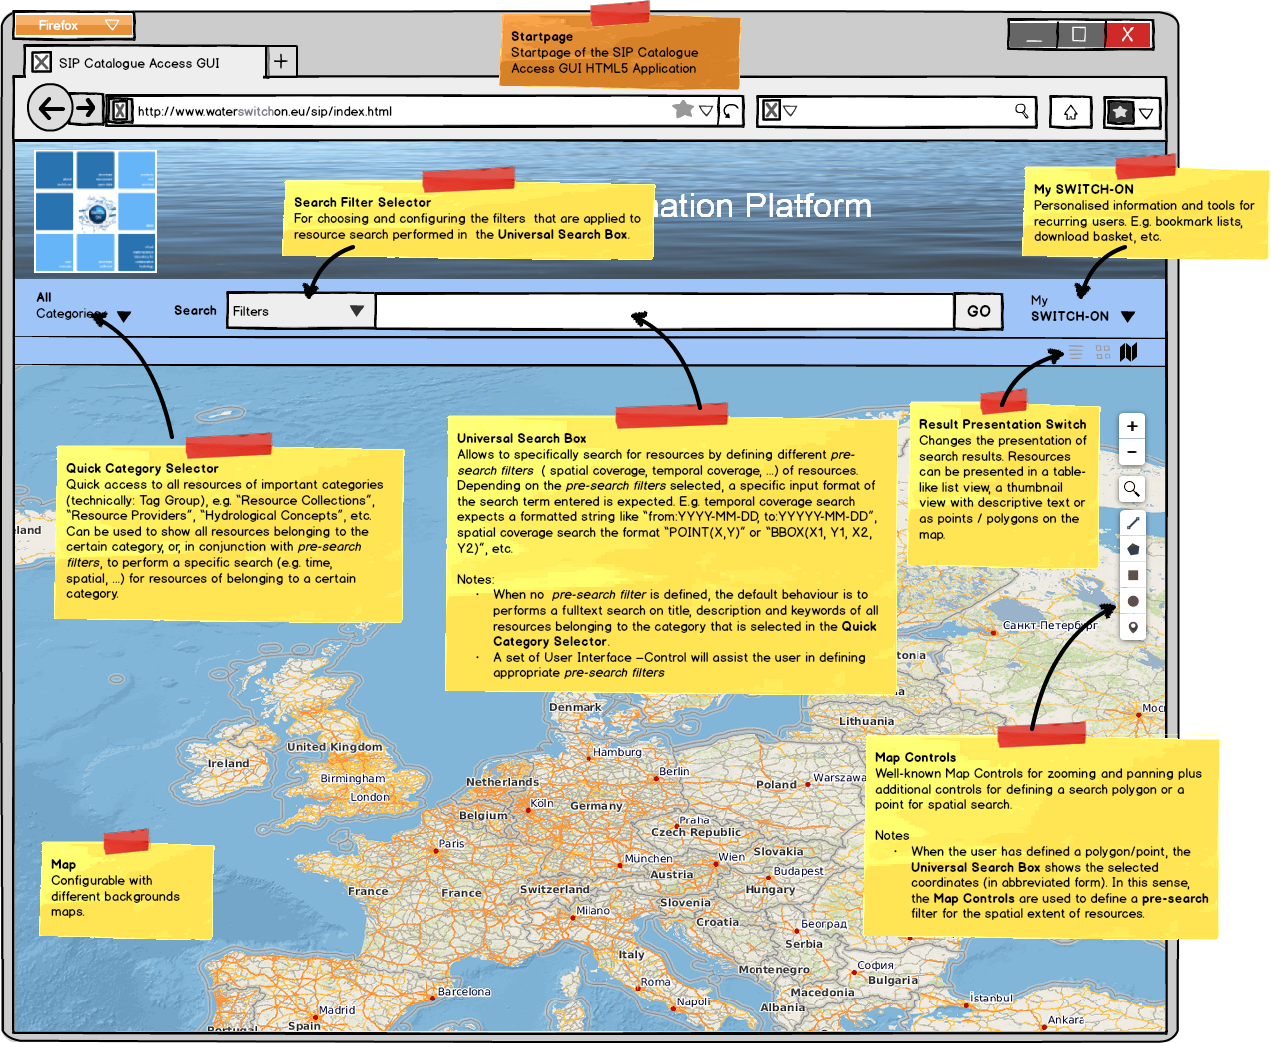 Firefox
Startpage
Startpage of the SIP Catalogue
Access GUI HTML5 Application
SIP Catalogue Access GUI
http://www.waterswitchon.eu/sip/index.html
Search Filter Selector
For choosing and configuring the filters that are applied to
resource search performed in the Universal Search Box.
Platform
My SWITCH-ON
Personalised information and tools for
recurring users. E.g. bookmark lists,
download basket, etc.
All
Categories
Search
Filters
GO
My
SWITCH-ON
Quick Category Selector
Quick access to all resources of important categories
(technically: Tag Group), e.g. "Resource Collections",
"Resource Providers", "Hydrological Concepts", etc.
Can be used to show all resources belonging to the
certain category, or, in conjunction with pre-search
filters, to perform a specific search (e.g. time,
spatial, ...) for resources of belonging to a certain
category.
Universal Search Box
Allows to specifically search for resources by defining different pre-
search filters ( spatial coverage, temporal coverage, ...) of resources.
Depending on the pre-search filters selected, a specific input format of
the search term entered is expected. E.g. temporal coverage search
expects a formatted string like "from:YYYY-MM-DD, to:YYYYY-MM-DD",
spatial coverage search the format "POINT(X,Y)" or "BBOX(X1, Y1, X2,
Y2)", etc.
Notes:
· When no pre-search filter is defined, the default behaviour is to
performs a fulltext search on title, description and keywords of all
resources belonging to the category that is selected in the Quick
Category Selector.
· A set of User Interface –Control will assist the user in defining
appropriate pre-search filters
Result Presentation Switch
Changes the presentation of
search results. Resources
can be presented in a table-
like list view, a thumbnail
view with descriptive text or
as points / polygons on the
map.
+
−
Map Controls
Well-known Map Controls for zooming and panning plus
additional controls for defining a search polygon or a
point for spatial search.
Notes
· When the user has defined a polygon/point, the
Universal Search Box shows the selected
coordinates (in abbreviated form). In this sense,
the Map Controls are used to define a pre-search
filter for the spatial extent of resources.
Map
Configurable with
different backgrounds
maps.
Санкт-Петербург
Denmark
Lithuania
United Kingdom
Ireland
Hamburg
Birmingham
Netherlands
Berlin
Poland
Warszawa
London
Köln
Germany
Belgium
Praha
Czech Republic
Paris
Slovakia
München
Wien
Austria
Budapest
France
France
Switzerland
Hungary
Slovenia
Milano
Croatia
Београд
Serbia
Italy
Montenegro
София
Bulgaria
Roma
Barcelona
Macedonia
Napoli
Albania
İstanbul
Madrid
Portugal
Spain
Ankara